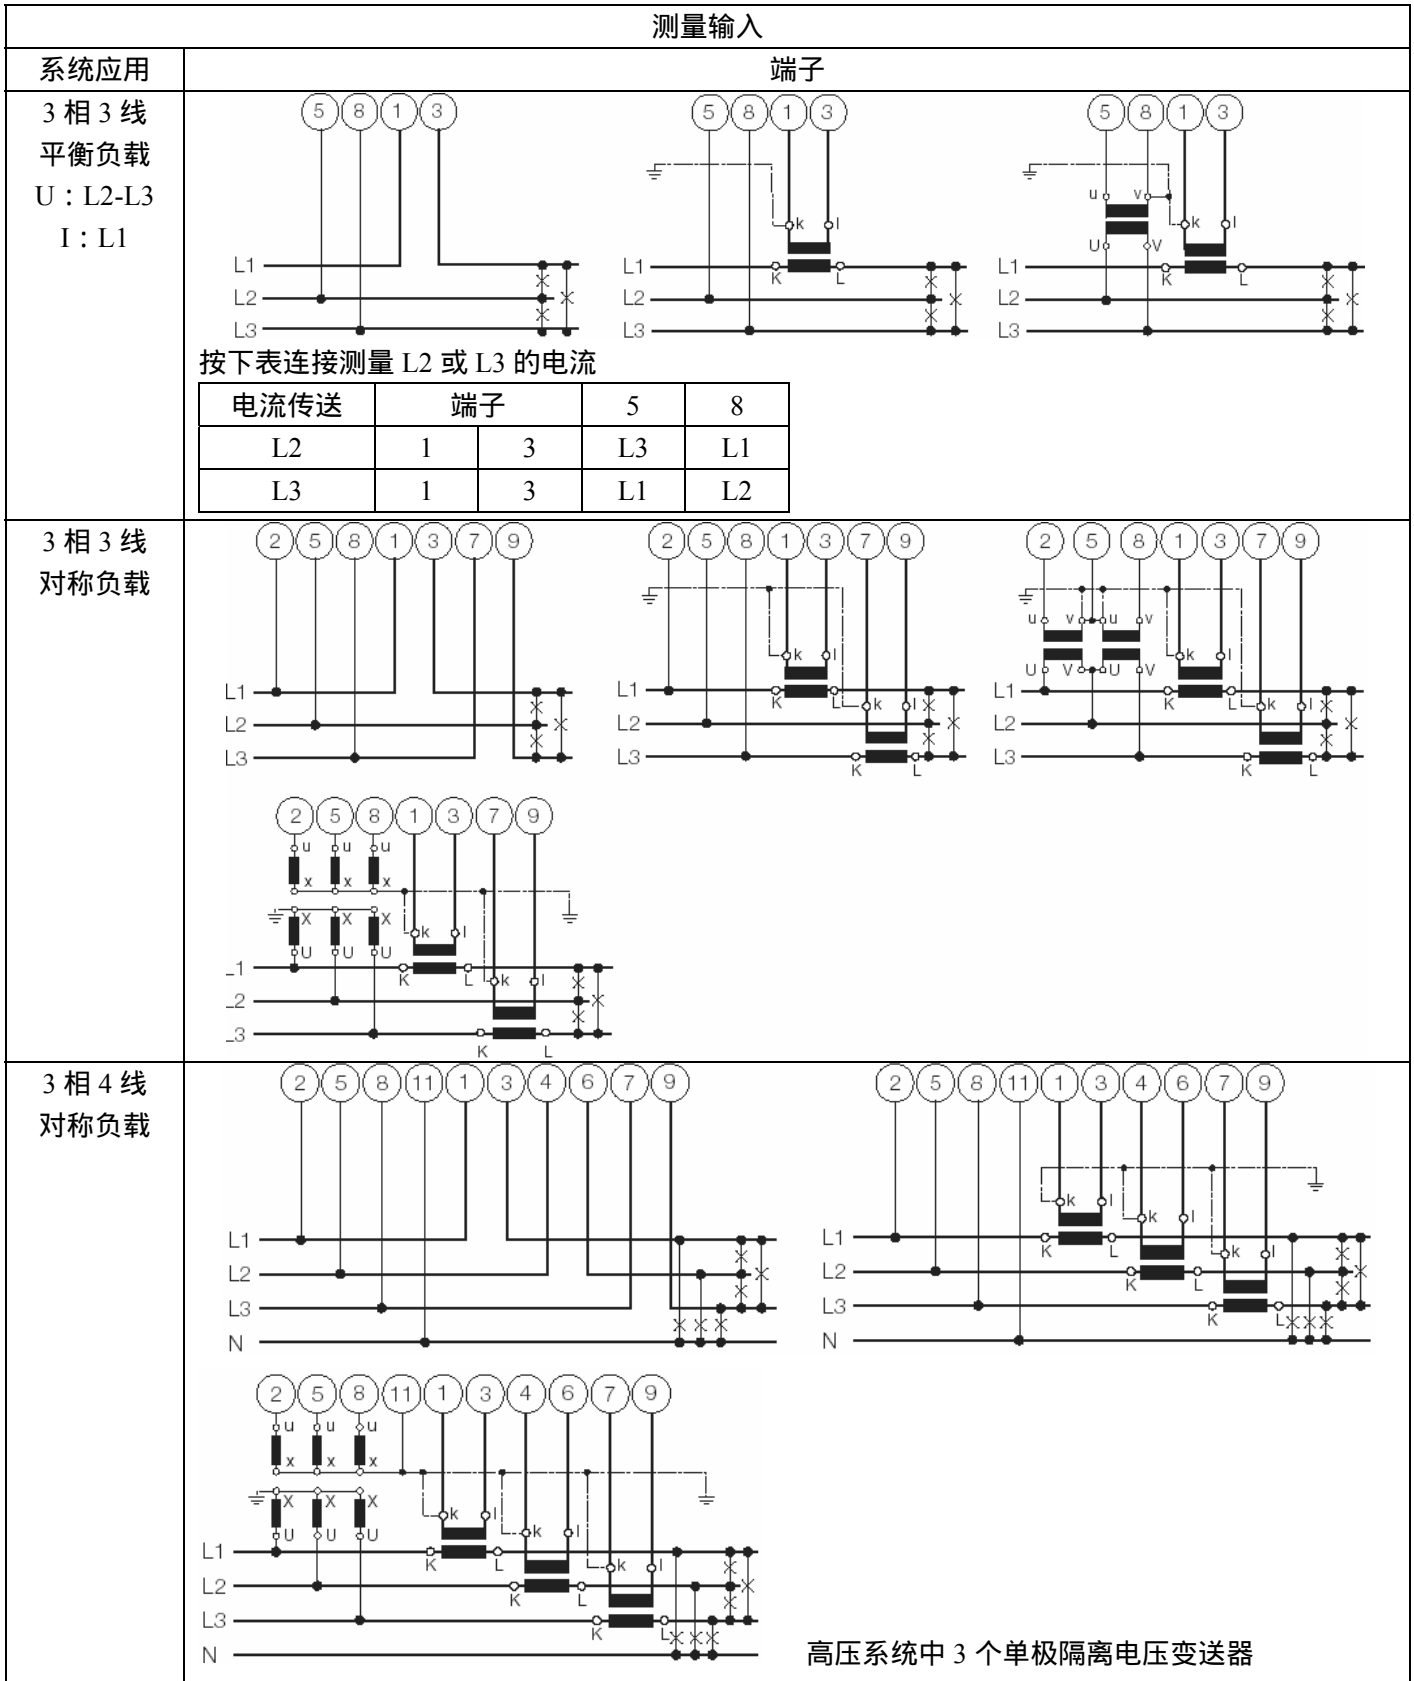 测量输入
系统应用 端子
3 相 3 线
平衡负载
U：L2-L3
I：L1
5 8 1 3
L1
L2
L3
5 8 1 3
k l
L1 K L
L2
L3
5 8 1 3
u v
k l
U V
L1 K L
L2
L3
按下表连接测量 L2 或 L3 的电流
电流传送 端子 5 8
L2 1 3 L3 L1
L3 1 3 L1 L2
3 相 3 线
对称负载
2 5 8 1 3 7 9
L1
L2
L3
2 5 8 1 3 7 9
k l
L1 K L k l
L2
L3 K L
2 5 8 1 3 7 9
u v u v
k l
U V U V
L1 K L k l
L2
L3 K L
2 5 8 1 3 7 9
u u u
x x x
X X X k l
U U U
_1 K L k l
_2
_3
K L
3 相 4 线
对称负载
2 5 8 11 1 3 4 6 7 9
L1
L2
L3
N
2 5 8 11 1 3 4 6 7 9
k l
k l
L1 K L k l
L2 K L
L3 K L
N
2 5 8 11 1 3 4 6 7 9
u u u
x x x
X X X k l
U U U k l
L1 K L k l
L2 K L
L3 K L
N
高压系统中 3 个单极隔离电压变送器